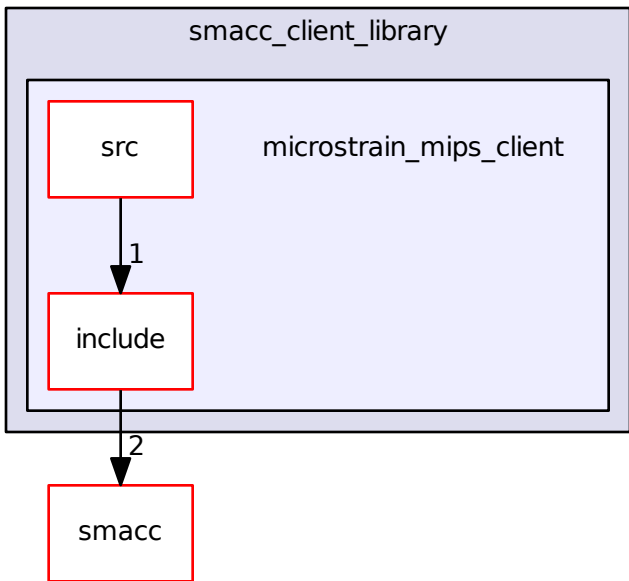 smacc_client_library
src
microstrain_mips_client
1
include
2
smacc